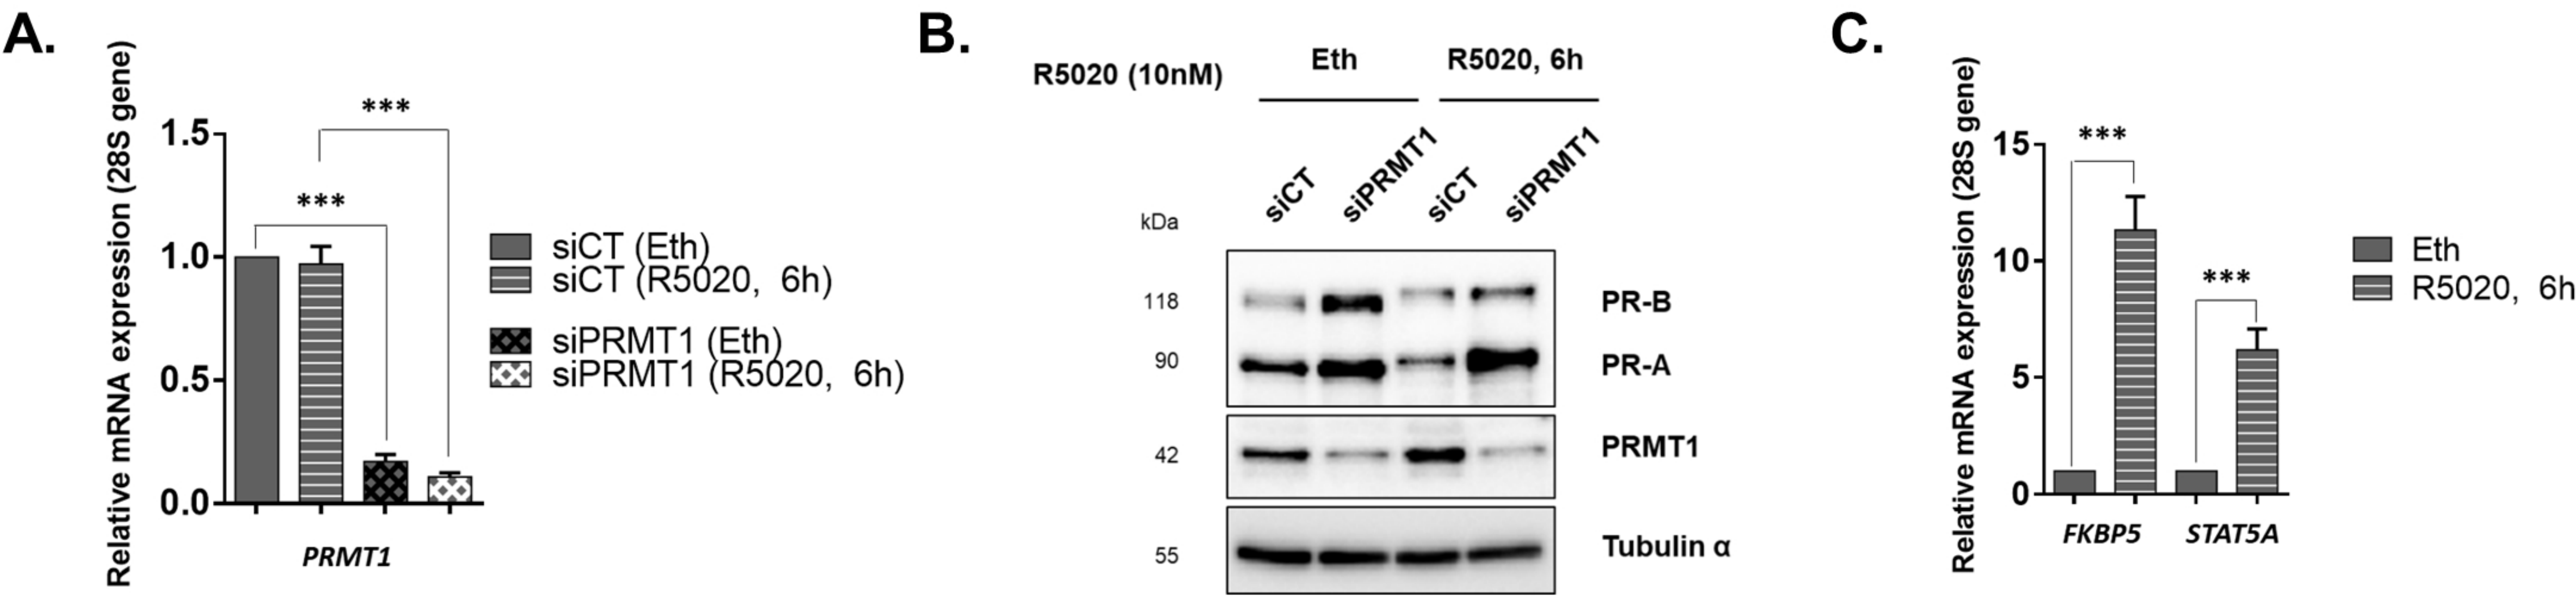 A.
Relative mRNA expression (28S gene)
1.5
1.0
0.5
0.0
***
***
PRMT1
siCT (Eth)
siCT (R5020, 6h)
siPRMT1 (Eth)
siPRMT1 (R5020, 6h)
B.
R5020 (10nM)
Eth
R5020, 6h
siCT
siPRMT1
siCT
siPRMT1
kDa
118
90
42
55
PR-B
PR-A
PRMT1
Tubulin α
C.
Relative mRNA expression (28S gene)
15
10
5
0
***
***
FKBP5
STAT5A
Eth
R5020, 6h